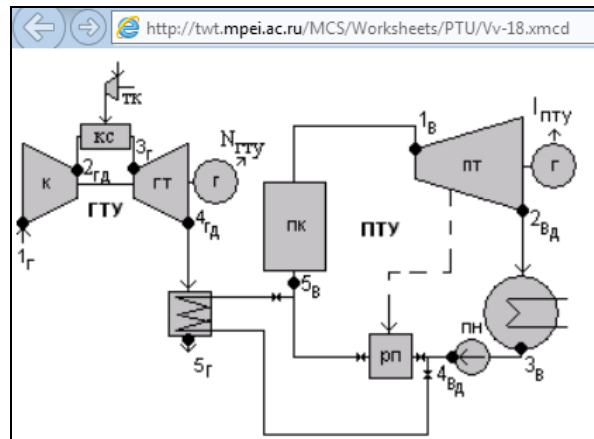 http://twt.mpei.ac.ru/MCS/Worksheets/PTU/Vv-18.xmcd
тк
кс
2гд
3г
Nгту
1в
Iпту
к
гт
г
пт
г
ГТУ
4гд
пк
ПТУ
2вд
1г
5в
пн
рп
5г
4вд
3в